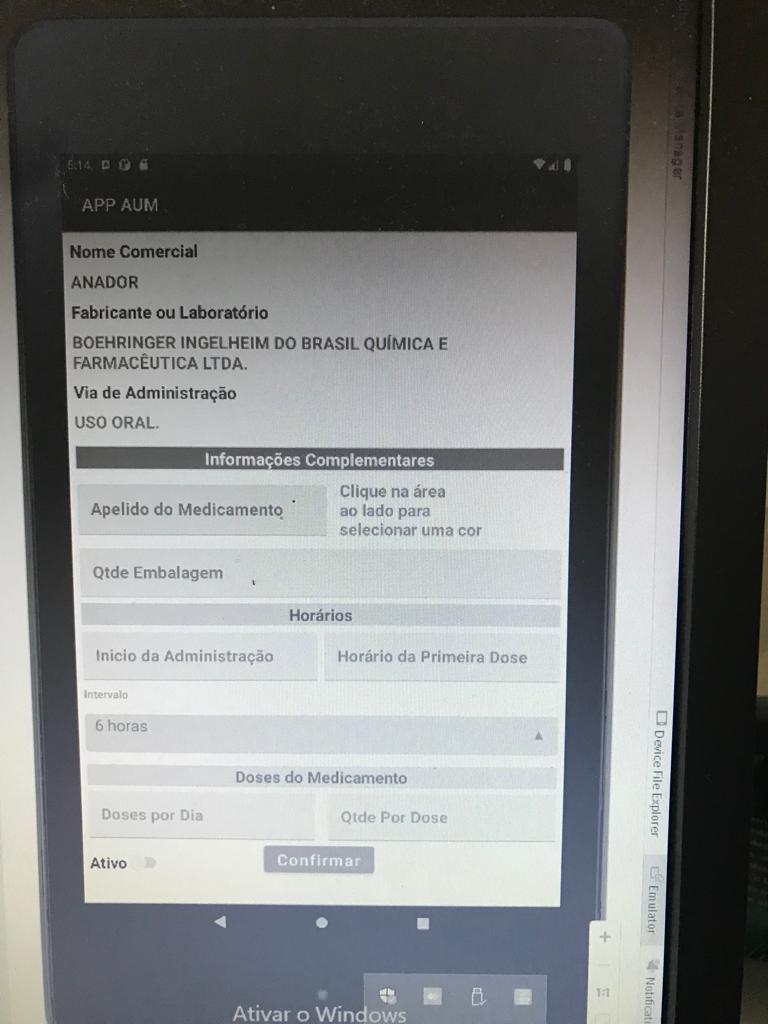 5:14
APP AUM
Nome Comercial
ANADOR
Fabricante ou Laboratório
BOEHRINGER INGELHEIM DO BRASIL QUÍMICA E
FARMACÊUTICA LTDA.
Via de Administração
USO ORAL.
Informações Complementares
Apelido do Medicamento
Clique na área
ao lado para
selecionar uma cor
Qtde Embalagem
Horários
Inicio da Administração
Horário da Primeira Dose
Intervalo
6 horas
Doses do Medicamento
Doses por Dia
Qtde Por Dose
Ativo
Confirmar
Ativar o Windows
1:1
Manager
Device File Explorer
Emulator
Notificati